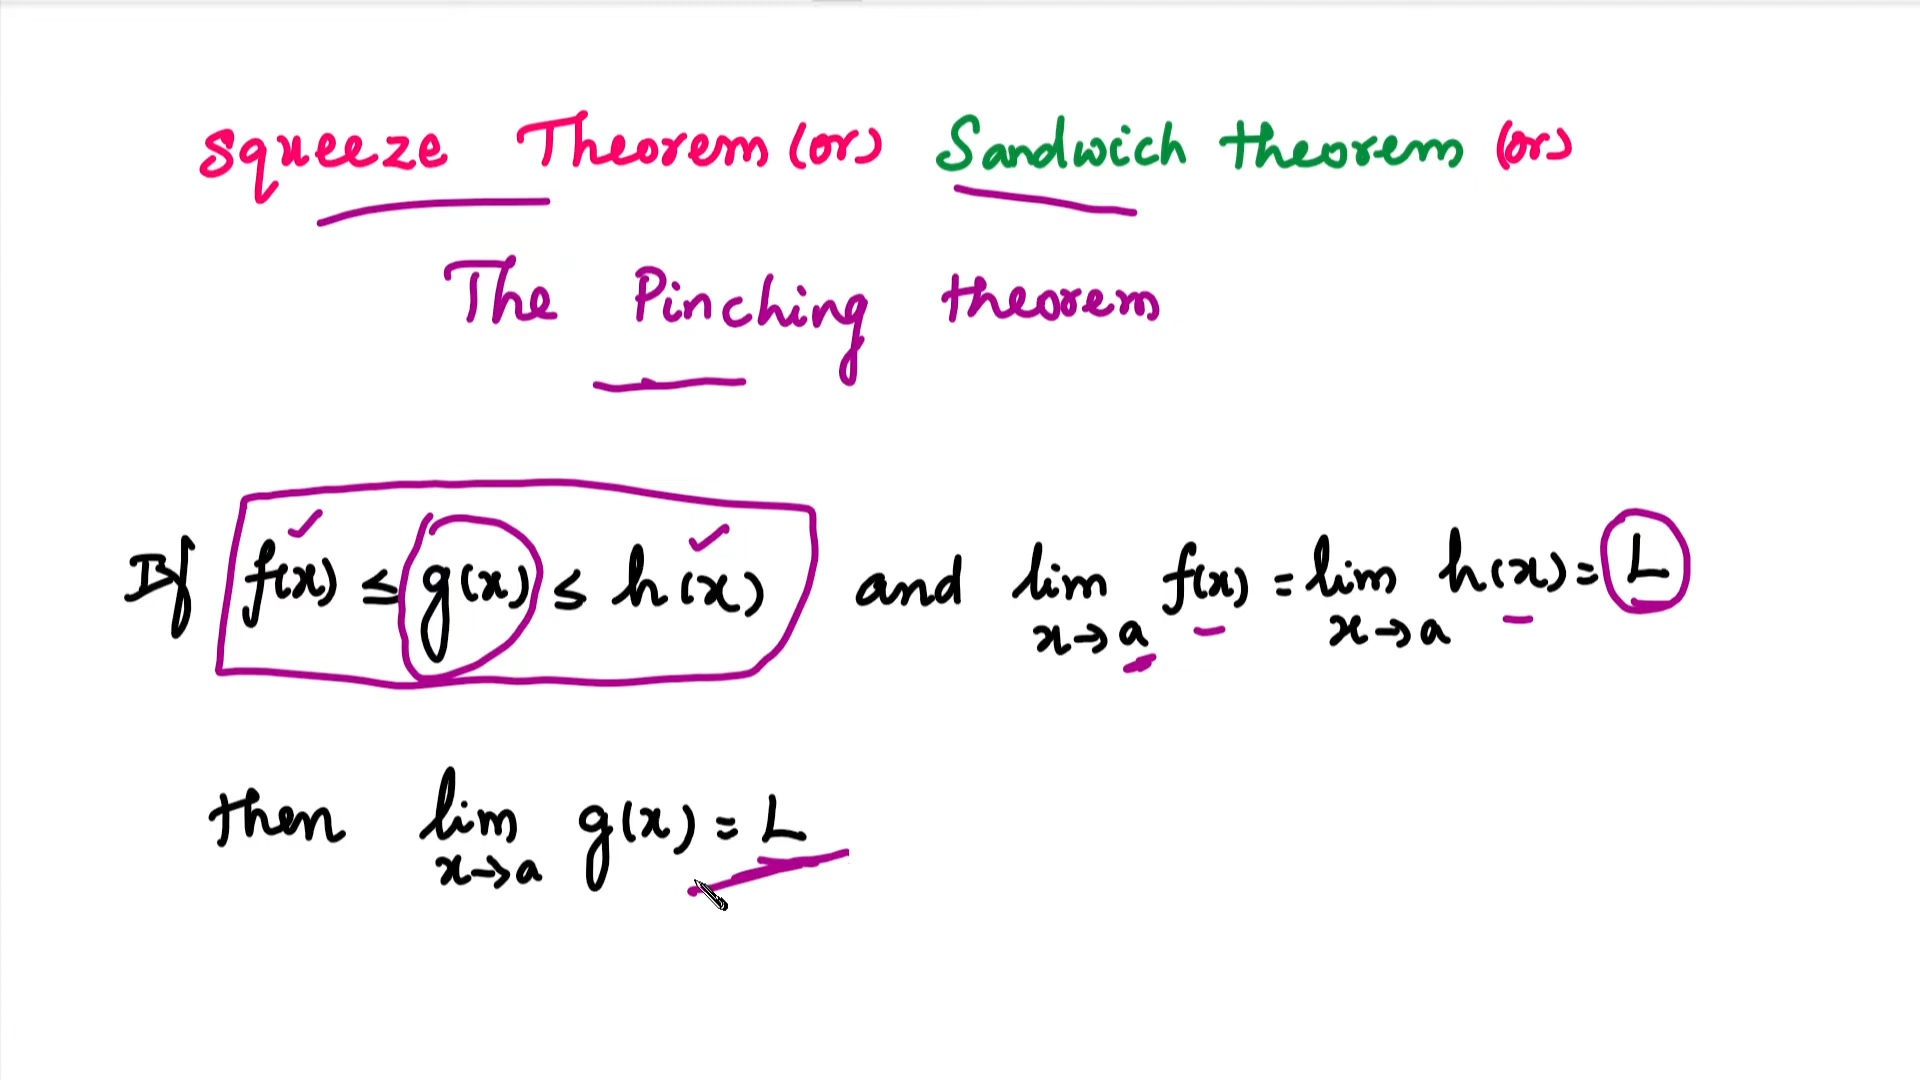 Squeeze Theorem (or) Sandwich theorem (or)
The Pinching theorem
If f(x) ≤ g(x) ≤ h(x) and lim x→a f(x) = lim x→a h(x) = L
then lim x→a g(x) = L